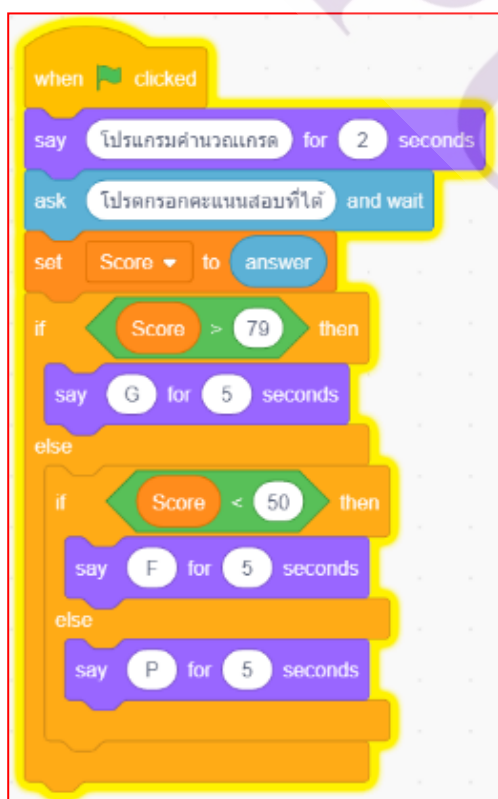 when clicked
say โปรแกรมคำนวณเกรด for 2 seconds
ask โปรดกรอกคะแนนสอบที่ได้ and wait
set Score to answer
if Score > 79 then
say G for 5 seconds
else
if Score < 50 then
say F for 5 seconds
else
say P for 5 seconds